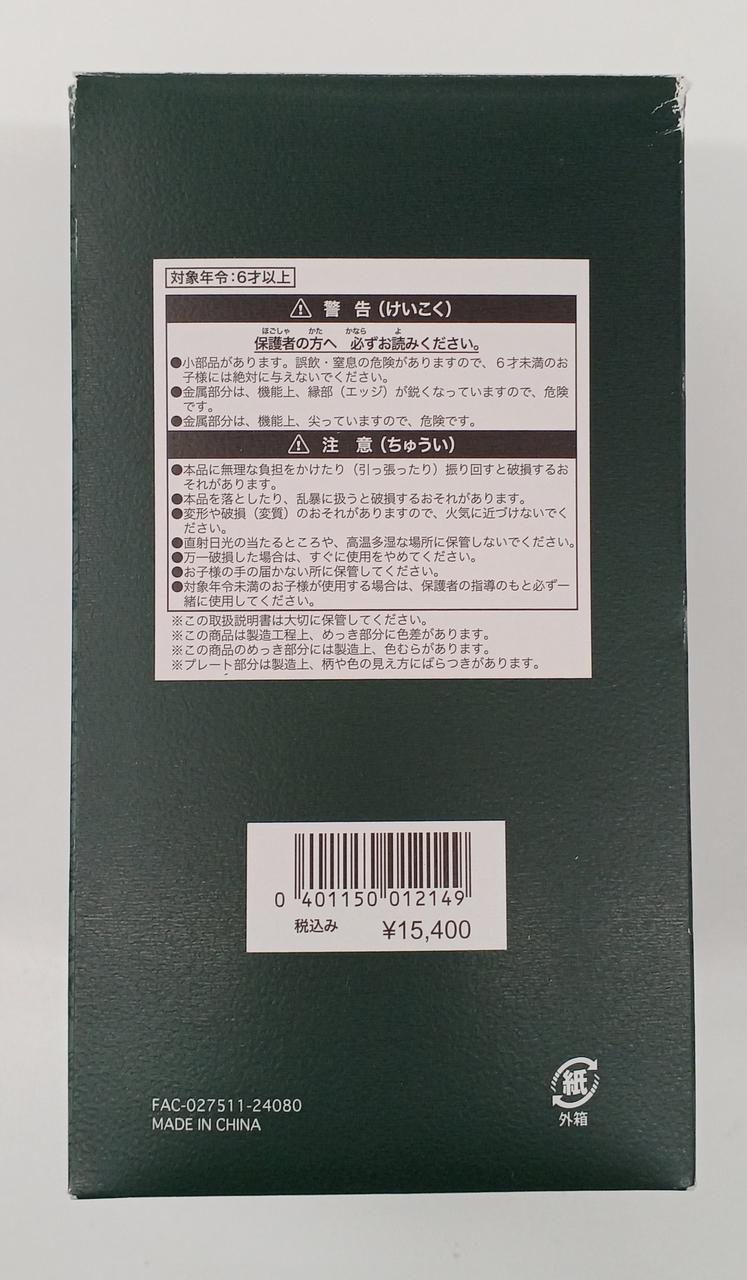 対象年令:6才以上
⚠ 警 告(けいこく)
ほごしゃ かた かなら よ
保護者の方へ 必ずお読みください。
●小部品があります。誤飲・窒息の危険がありますので、6才未満のお
子様には絶対に与えないでください。
●金属部分は、機能上、縁部(エッジ)が鋭くなっていますので、危険
です。
●金属部分は、機能上、尖っていますので、危険です。
⚠ 注 意(ちゅうい)
●本品に無理な負担をかけたり(引っ張ったり)振り回すと破損するお
それがあります。
●本品を落としたり、乱暴に扱うと破損するおそれがあります。
●変形や破損(変質)のおそれがありますので、火気に近づけないでく
ださい。
●直射日光の当たるところや、高温多湿な場所に保管しないでください。
●万一破損した場合は、すぐに使用をやめてください。
●お子様の手の届かない所に保管してください。
●対象年令未満のお子様が使用する場合は、保護者の指導のもと必ず一
緒に使用してください。
※この取扱説明書は大切に保管してください。
※この商品は製造工程上、めっき部分に色差があります。
※この商品のめっき部分には製造上、色むらがあります。
※プレート部分は製造上、柄や色の見え方にばらつきがあります。
0 401150 012149
税込み ¥15,400
紙
外箱
FAC-027511-24080
MADE IN CHINA